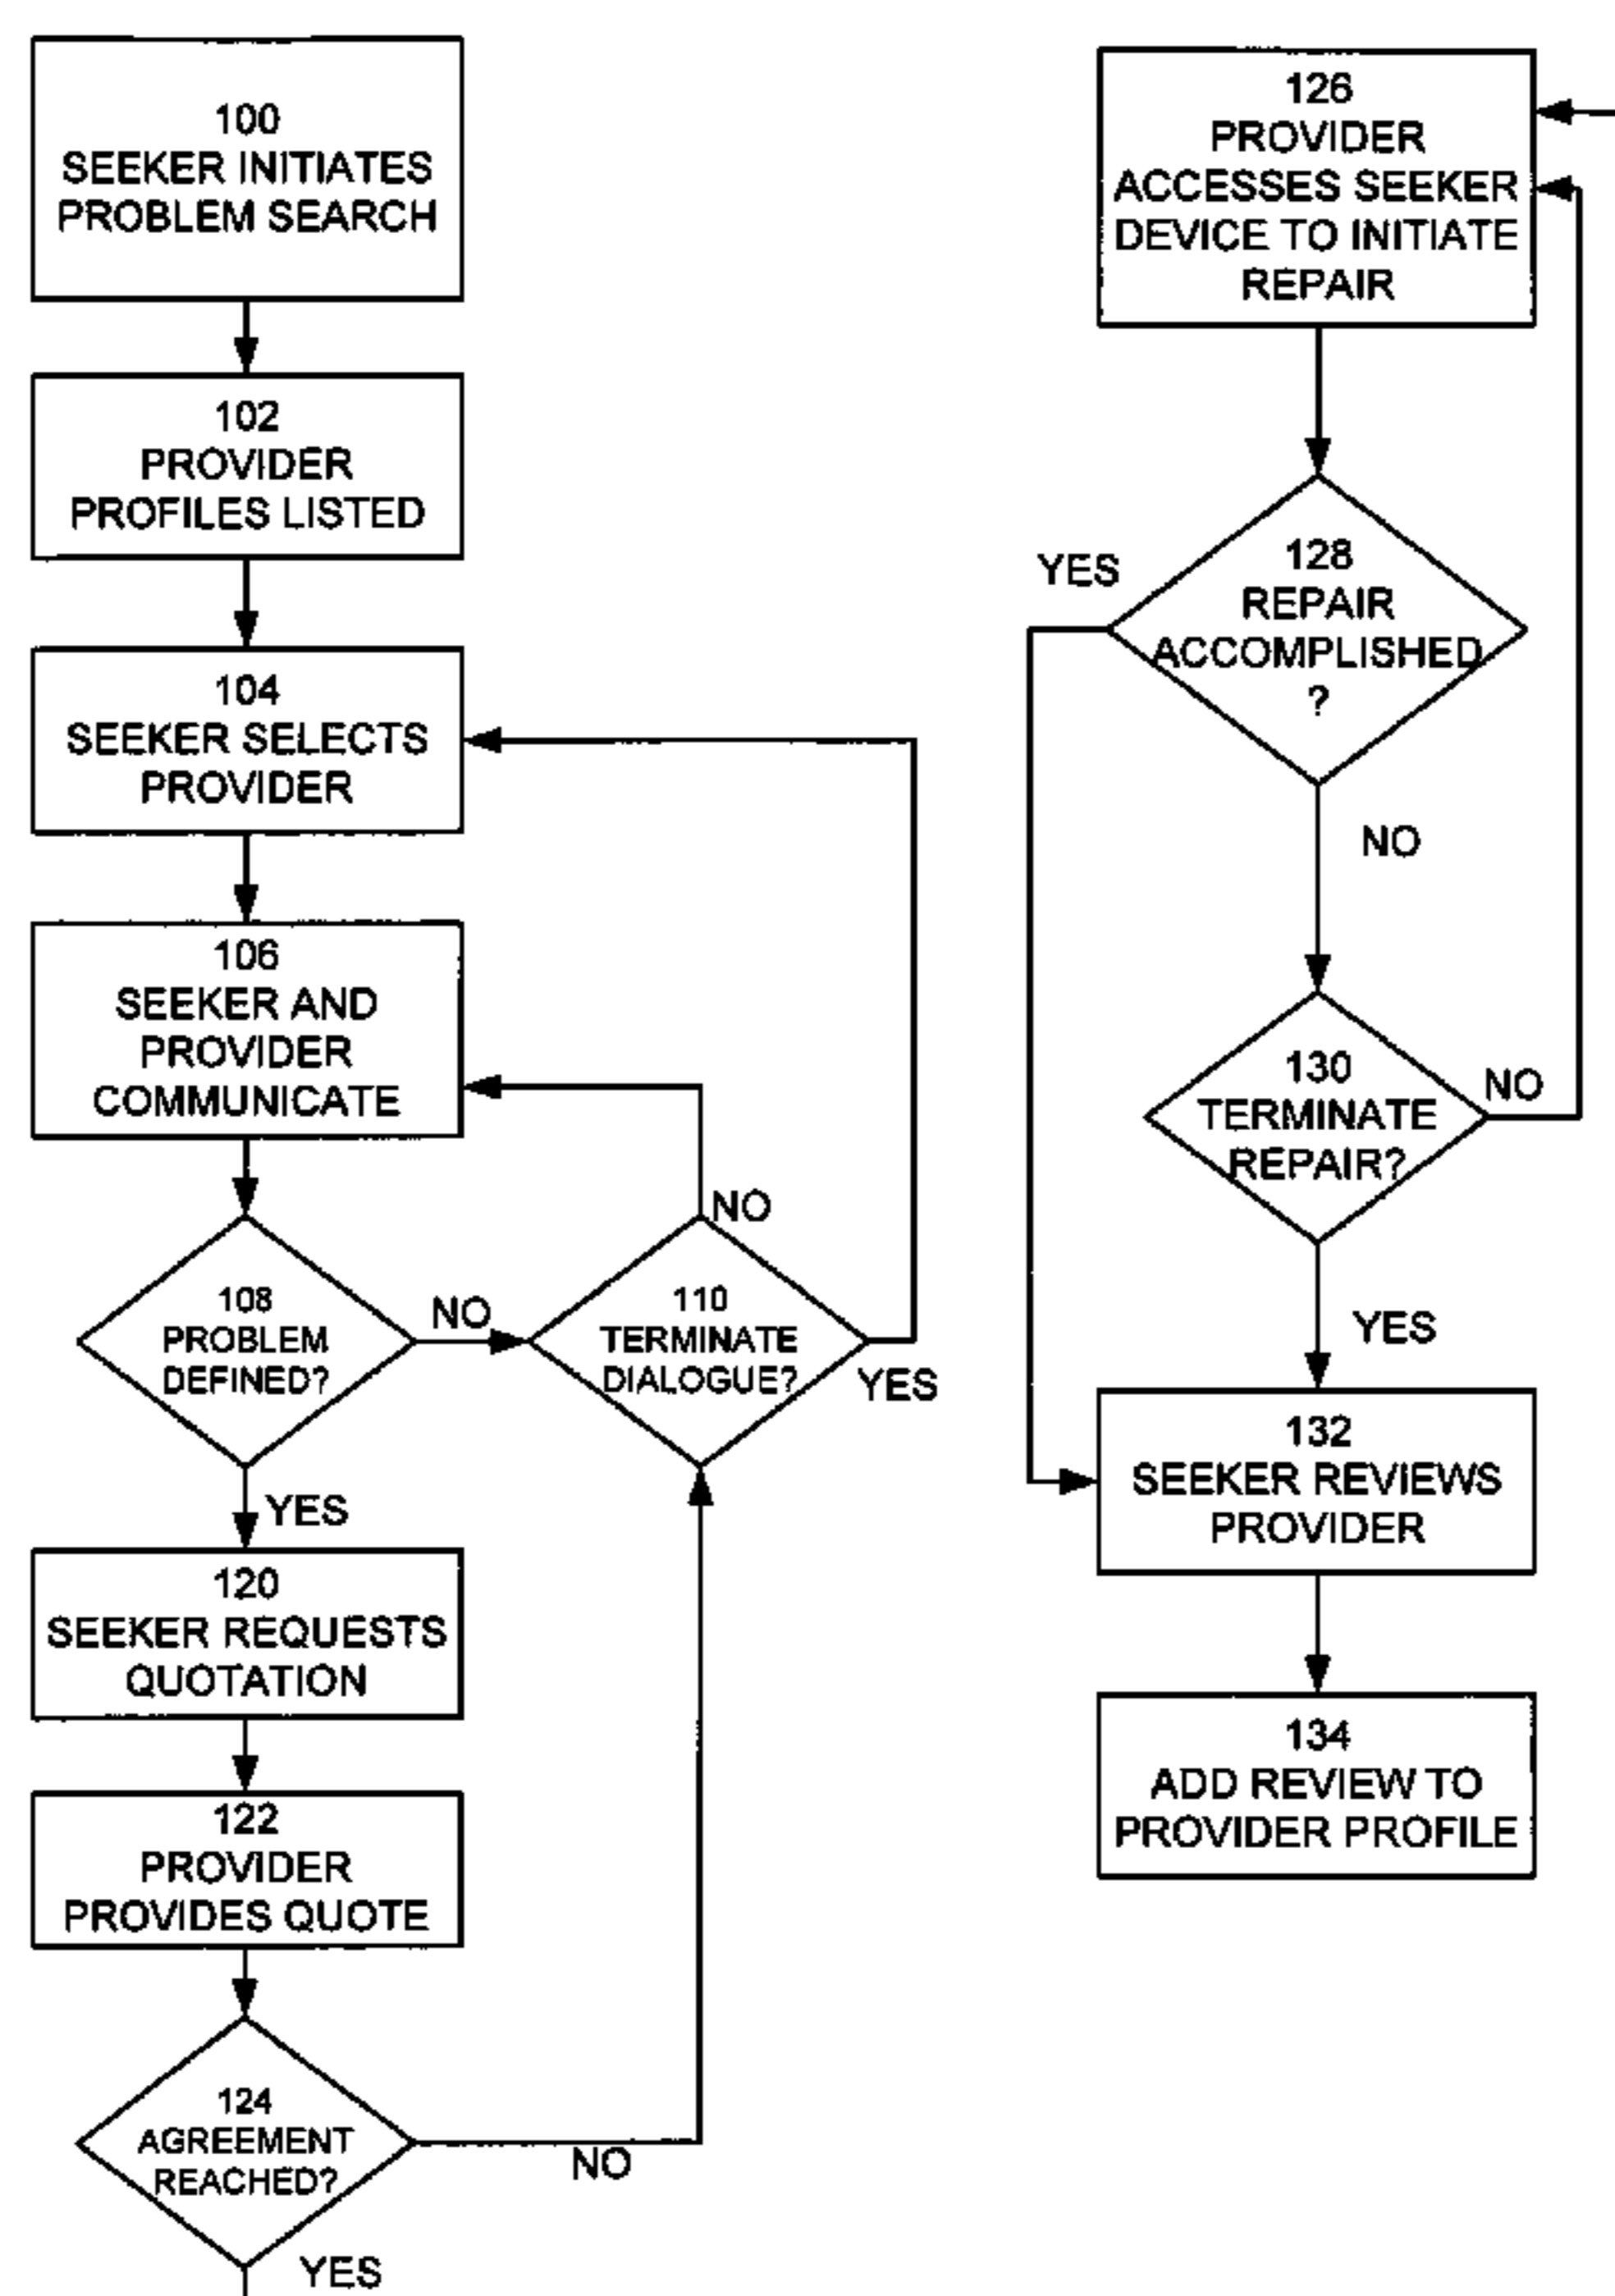 100
SEEKER INITIATES
PROBLEM SEARCH
102
PROVIDER
PROFILES LISTED
104
SEEKER SELECTS
PROVIDER
106
SEEKER AND
PROVIDER
COMMUNICATE
NO
108
PROBLEM
DEFINED?
NO
110
TERMINATE
DIALOGUE?
YES
YES
120
SEEKER REQUESTS
QUOTATION
122
PROVIDER
PROVIDES QUOTE
124
AGREEMENT
REACHED?
NO
YES
126
PROVIDER
ACCESSES SEEKER
DEVICE TO INITIATE
REPAIR
YES
128
REPAIR
ACCOMPLISHED
?
NO
130
TERMINATE
REPAIR?
NO
YES
132
SEEKER REVIEWS
PROVIDER
134
ADD REVIEW TO
PROVIDER PROFILE